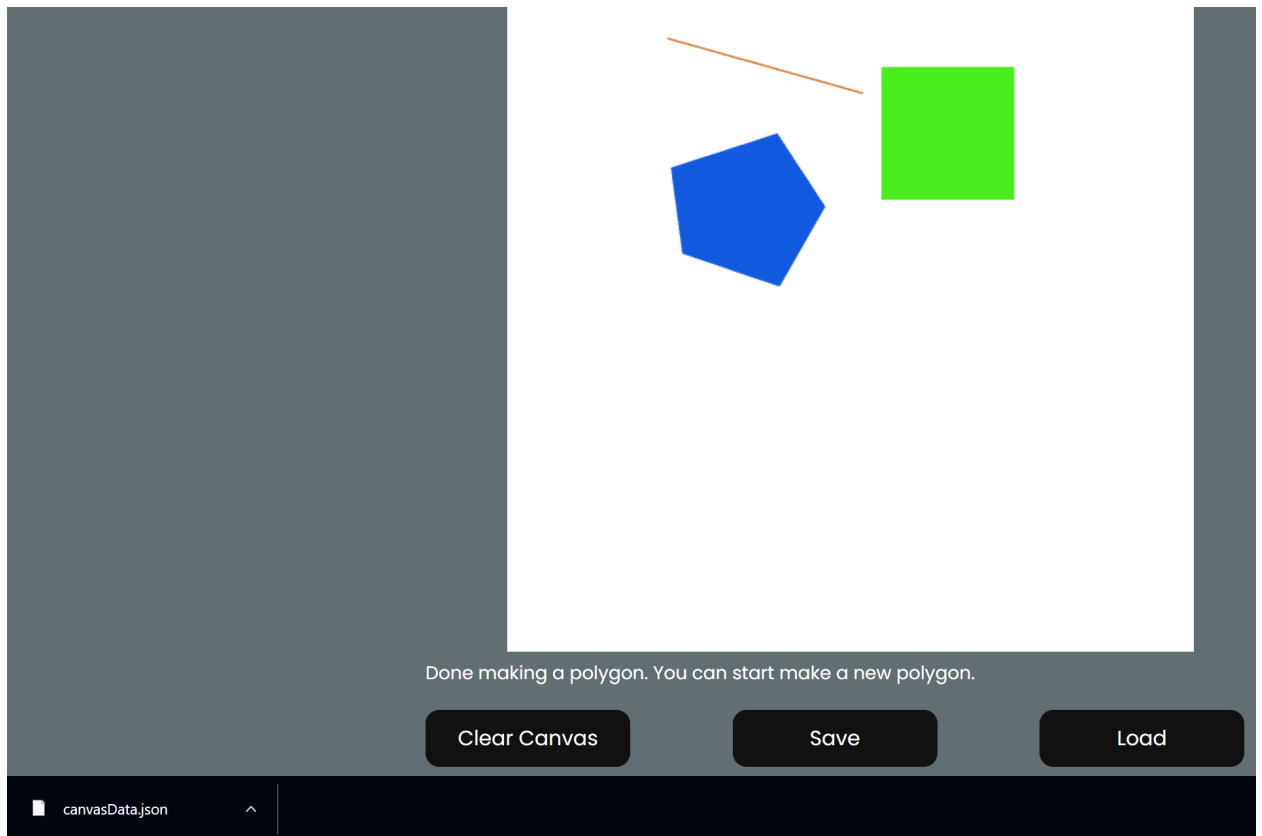 Done making a polygon. You can start make a new polygon.
Clear Canvas
Save
Load
canvasData.json